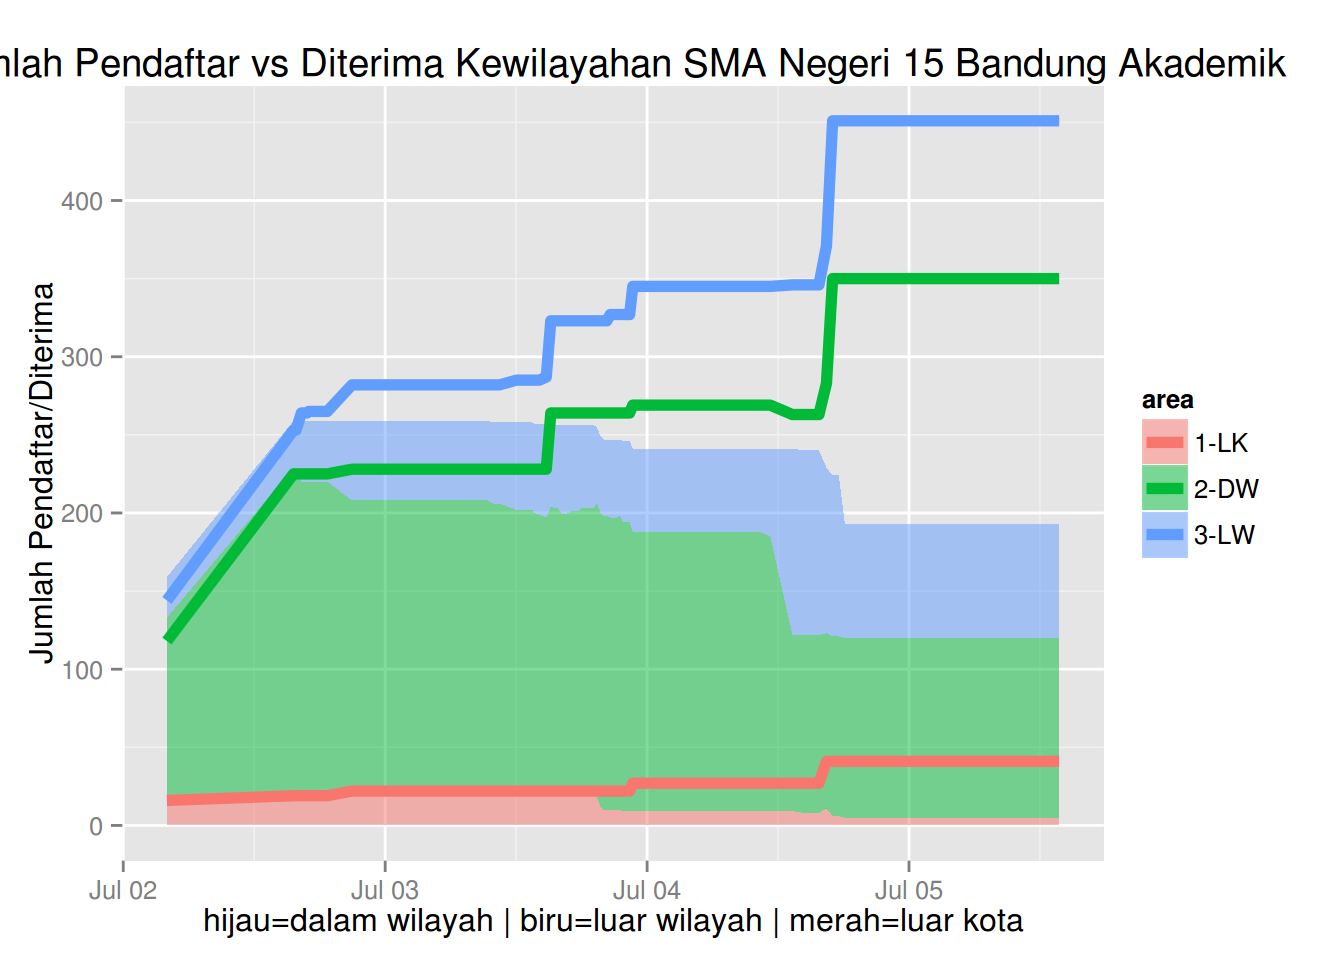 mlah Pendaftar vs Diterima Kewilayahan SMA Negeri 15 Bandung Akademik
Jumlah Pendaftar/Diterima
400
300
200
100
0
Jul 02
Jul 03
Jul 04
Jul 05
hijau=dalam wilayah | biru=luar wilayah | merah=luar kota
area
1-LK
2-DW
3-LW